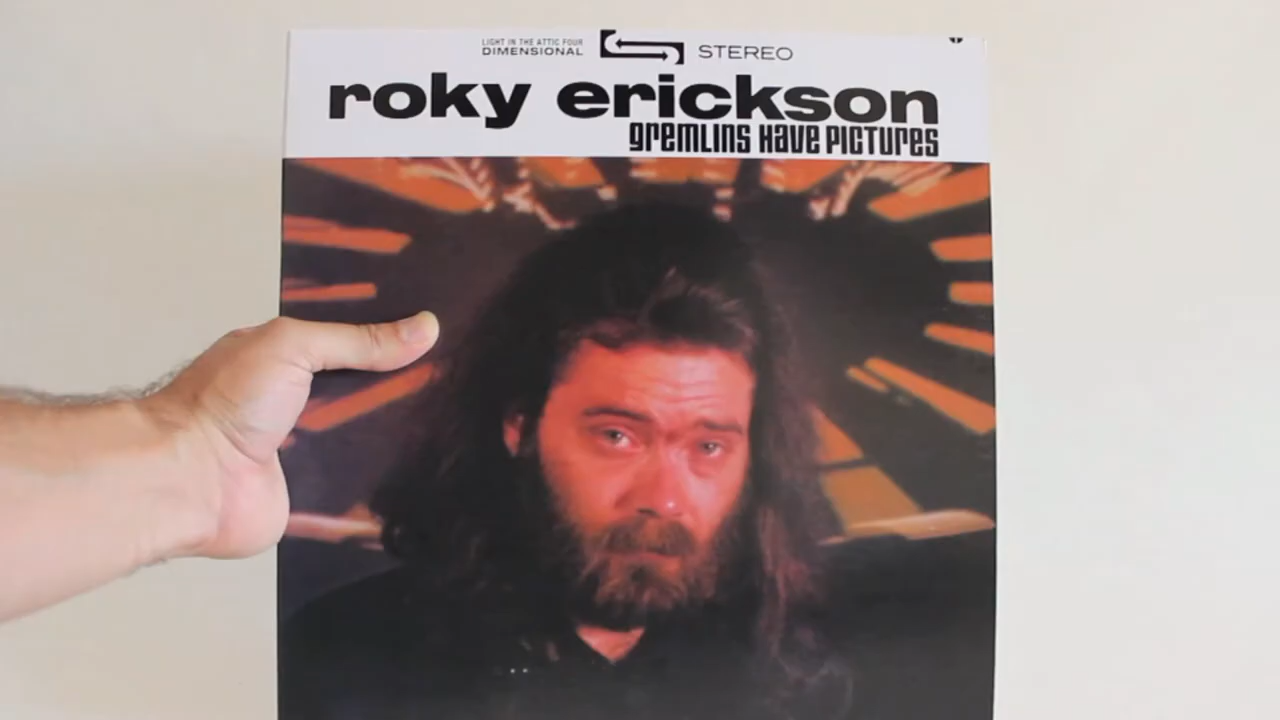 LIGHT IN THE ATTIC FOUR
DIMENSIONAL
STEREO
roky erickson
gremlins Have Pictures